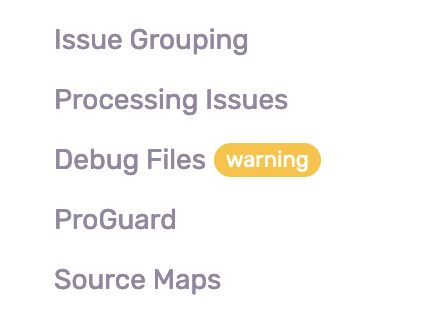 Issue Grouping
Processing Issues
Debug Files warning
ProGuard
Source Maps